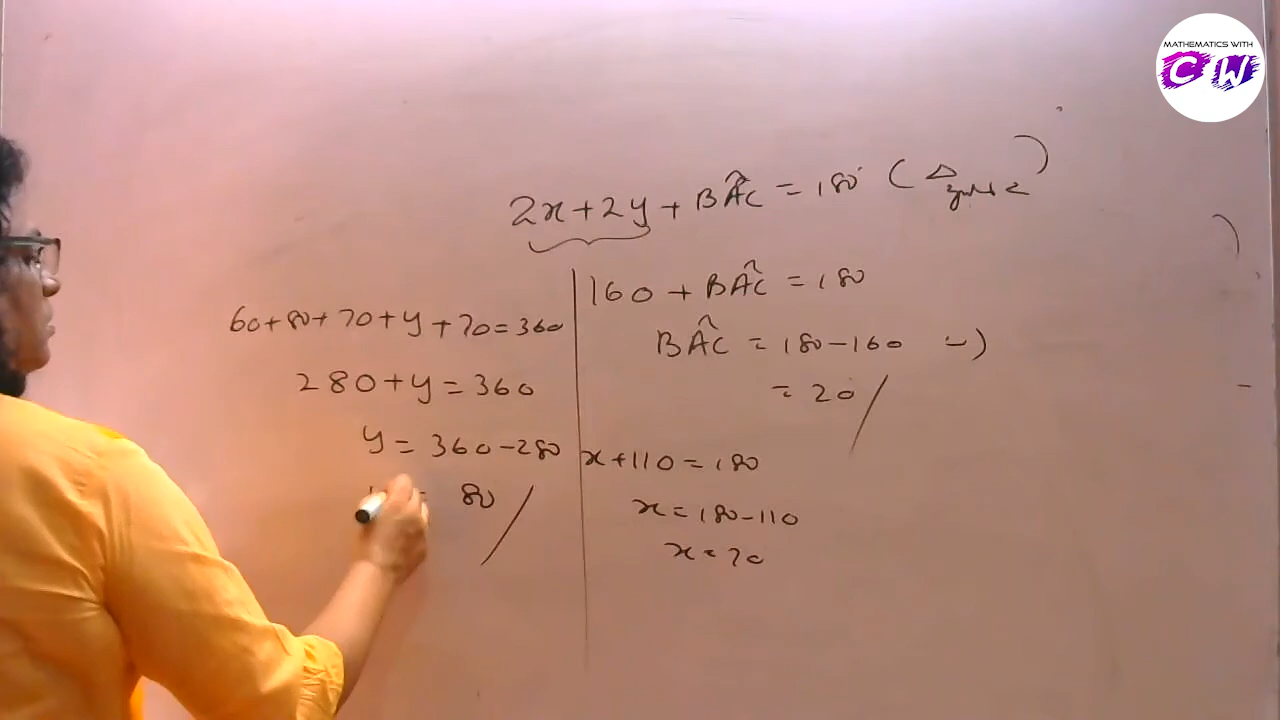 MATHEMATICS WITH
CW
2x+2y + BÂC = 180° (Δ
60+80+70+y+70=360
280+y=360
y = 360-280
= 80
160 + BÂC = 180
BÂC = 180-160
= 20
x+110=180
x=180-110
x=70